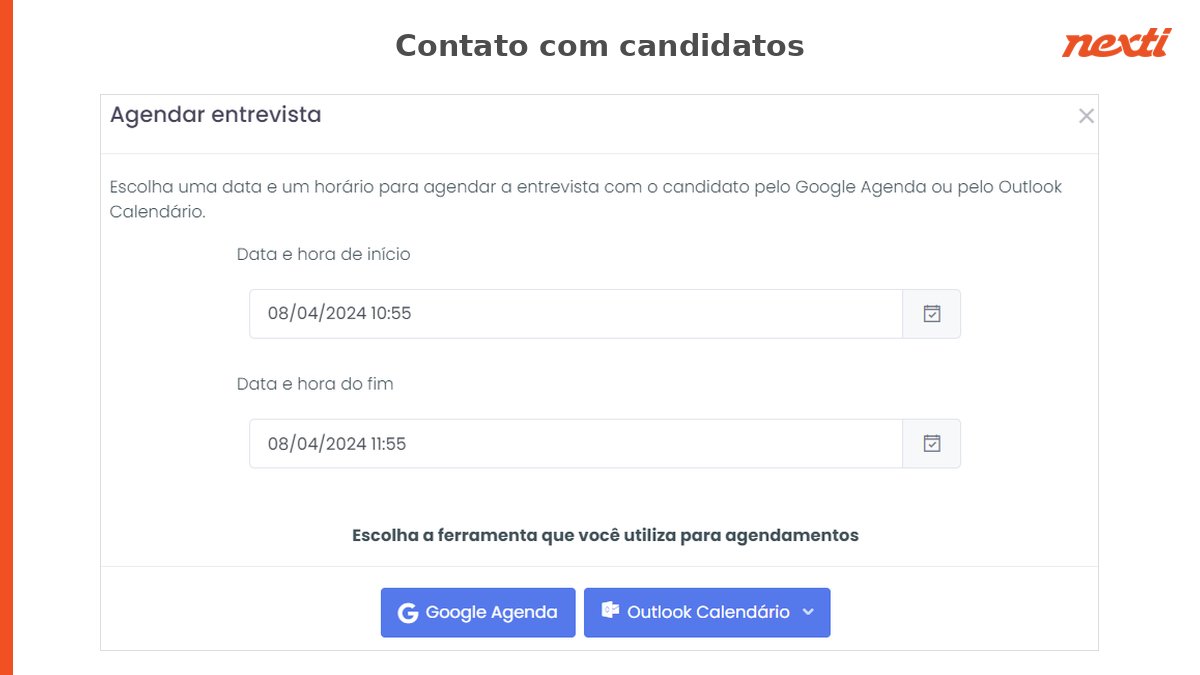 Contato com candidatos
nexti
Agendar entrevista
Escolha uma data e um horário para agendar a entrevista com o candidato pelo Google Agenda ou pelo Outlook
Calendário.
Data e hora de início
08/04/2024 10:55
Data e hora do fim
08/04/2024 11:55
Escolha a ferramenta que você utiliza para agendamentos
Google Agenda
Outlook Calendário